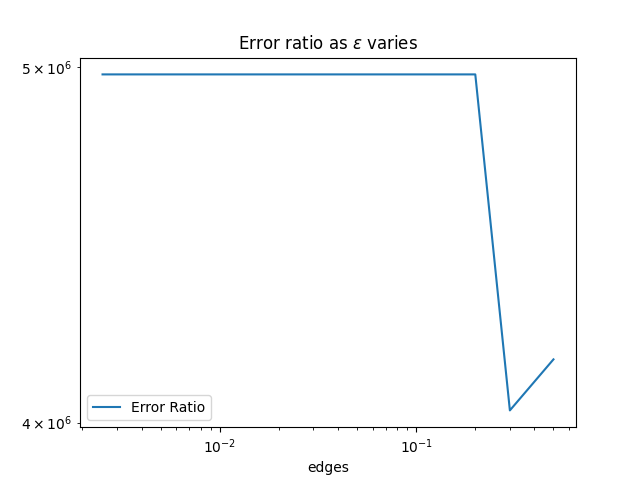 Error ratio as ε varies
5 × 10⁶
4 × 10⁶
Error Ratio
10⁻² 10⁻¹
edges